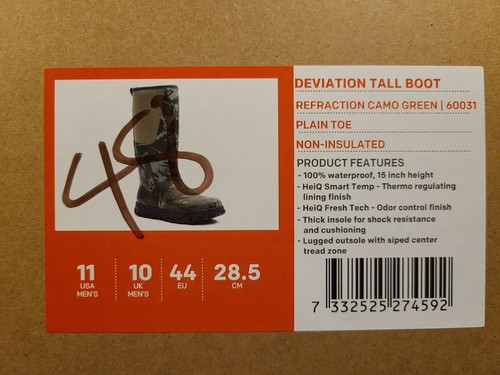 DEVIATION TALL BOOT
REFRACTION CAMO GREEN | 60031
PLAIN TOE
NON-INSULATED
PRODUCT FEATURES
- 100% waterproof, 15 inch height
- HeiQ Smart Temp - Thermo regulating
lining finish
- HeiQ Fresh Tech - Odor control finish
- Thick insole for shock resistance
and cushioning
- Lugged outsole with siped center
tread zone
11 10 44 28.5
USA UK EU CM
MEN'S MEN'S
7 332525 274592